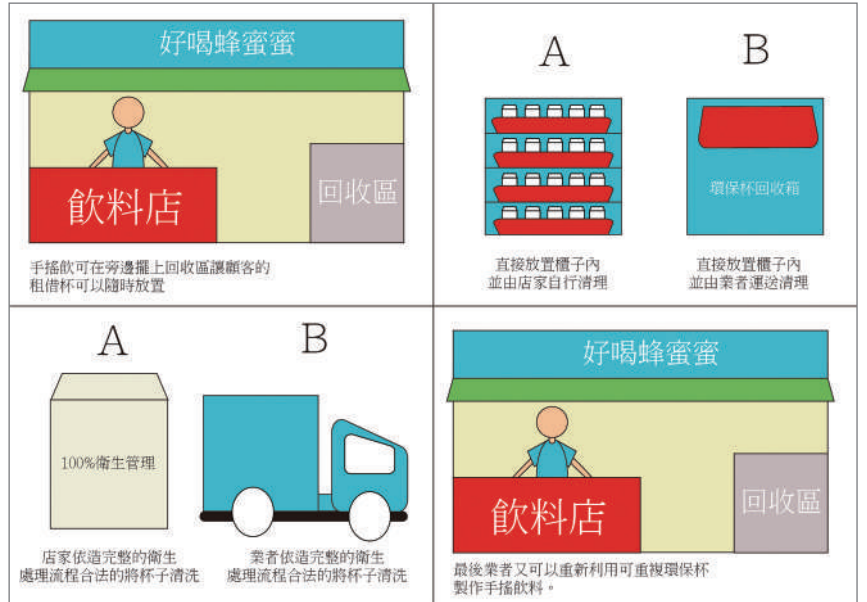 好喝蜂蜜蜜
飲料店
回收區
手搖飲可在旁邊擺上回收區讓顧客的
租借杯可以隨時放置
A
B
環保杯回收箱
直接放置櫃子內
並由店家自行清理
直接放置櫃子內
並由業者運送清理
A
B
100%衛生管理
店家依造完整的衛生
處理流程合法的將杯子清洗
業者依造完整的衛生
處理流程合法的將杯子清洗
好喝蜂蜜蜜
飲料店
回收區
最後業者又可以重新利用可重複環保杯
製作手搖飲料。